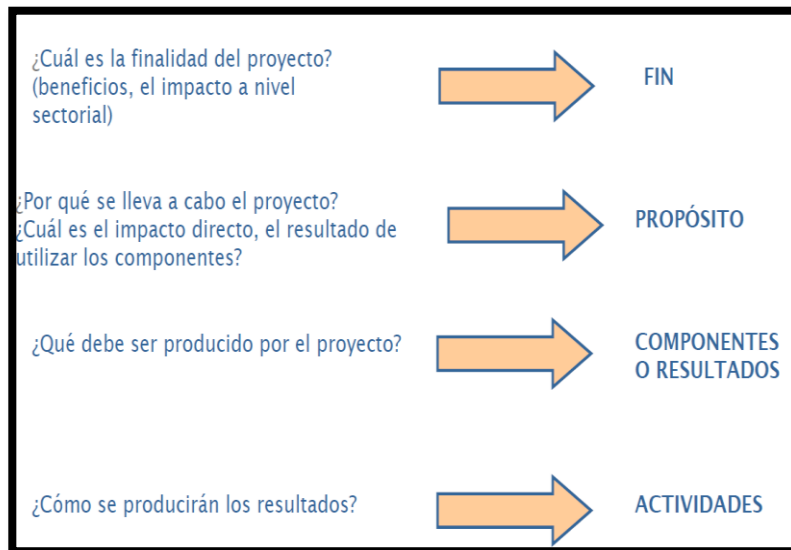 ¿Cuál es la finalidad del proyecto?
(beneficios, el impacto a nivel
sectorial)
FIN
¿Por qué se lleva a cabo el proyecto?
¿Cuál es el impacto directo, el resultado de
utilizar los componentes?
PROPÓSITO
¿Qué debe ser producido por el proyecto?
COMPONENTES
O RESULTADOS
¿Cómo se producirán los resultados?
ACTIVIDADES